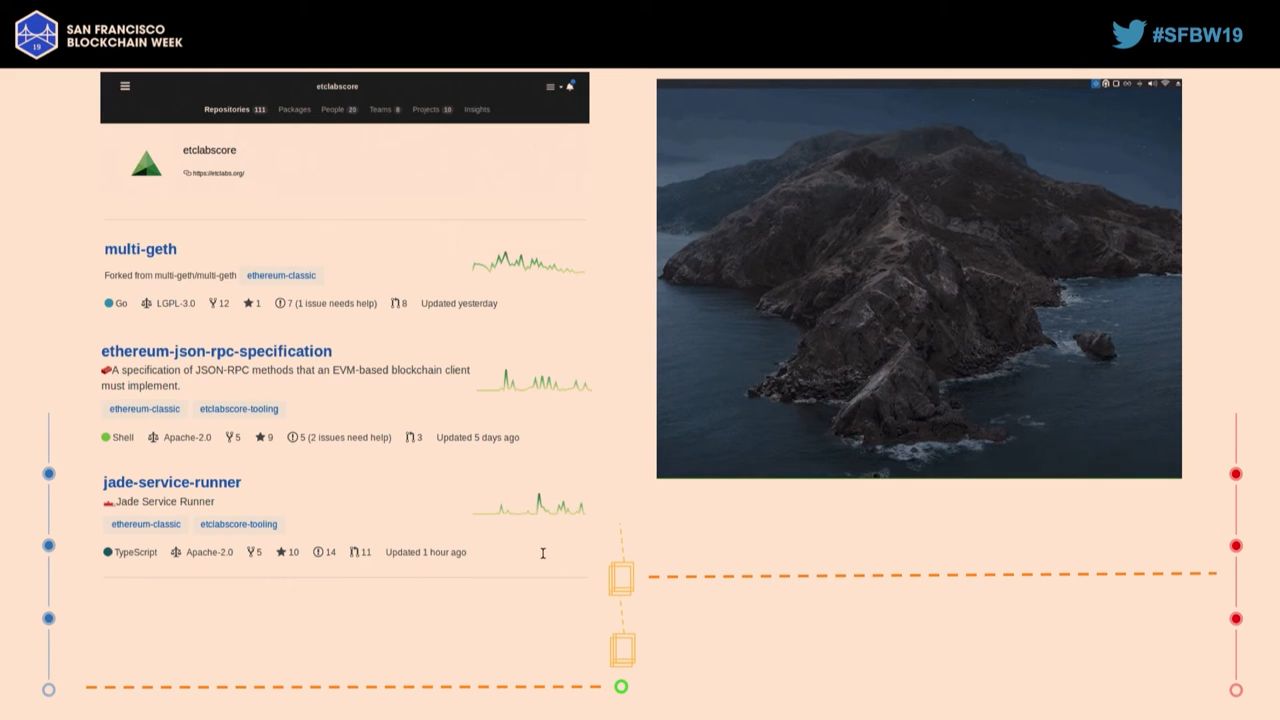 SAN FRANCISCO
BLOCKCHAIN WEEK
19
#SFBW19
etclabscore
Repositories 111 Packages People 20 Teams 8 Projects 18 Insights
etclabscore
https://etclabs.org/
multi-geth
Forked from multi-geth/multi-geth ethereum-classic
Go LGPL-3.0 12 1 7 (1 issue needs help) 8 Updated yesterday
ethereum-json-rpc-specification
A specification of JSON-RPC methods that an EVM-based blockchain client
must implement.
ethereum-classic etclabscore-tooling
Shell Apache-2.0 5 9 5 (2 issues need help) 3 Updated 5 days ago
jade-service-runner
Jade Service Runner
ethereum-classic etclabscore-tooling
TypeScript Apache-2.0 5 10 14 11 Updated 1 hour ago